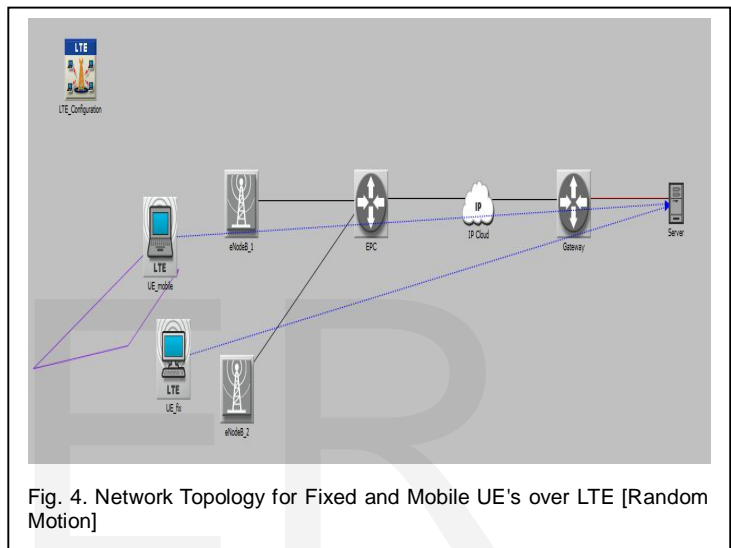 LTE
LTE_Configuration
LTE
UE_mobile
eNodeB_1
EPC
IP
IP Cloud
Gateway
Server
LTE
UE_fix
eNodeB_2
Fig. 4. Network Topology for Fixed and Mobile UE's over LTE [Random
Motion]